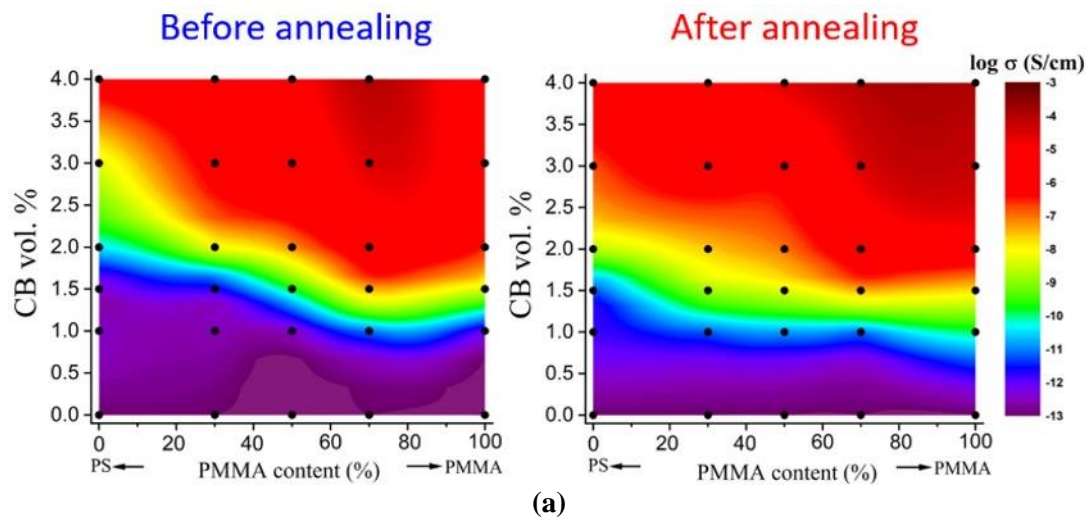 Before annealing
After annealing
log σ (S/cm)
CB vol. %
4.0
3.5
3.0
2.5
2.0
1.5
1.0
0.5
0.0
0 20 40 60 80 100
PS PMMA content (%) PMMA
CB vol. %
4.0
3.5
3.0
2.5
2.0
1.5
1.0
0.5
0.0
0 20 40 60 80 100
PS PMMA content (%) PMMA
-3
-4
-5
-6
-7
-8
-9
-10
-11
-12
-13
(a)